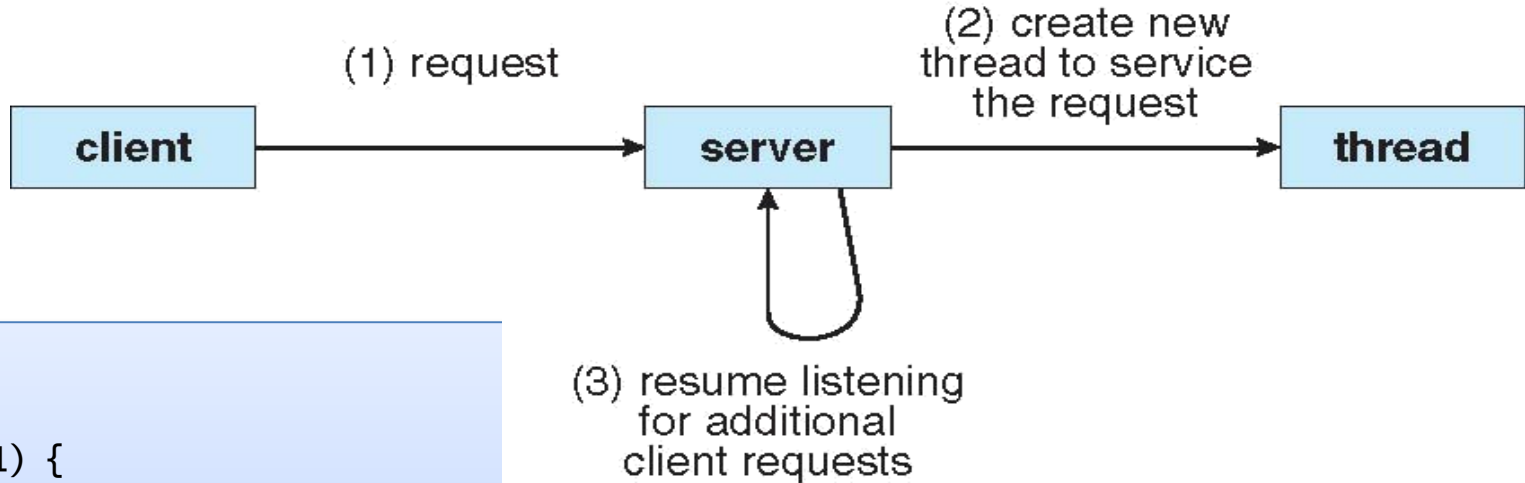 (1) request
(2) create new
thread to service
the request
client
server
thread
(3) resume listening
for additional
client requests
) {